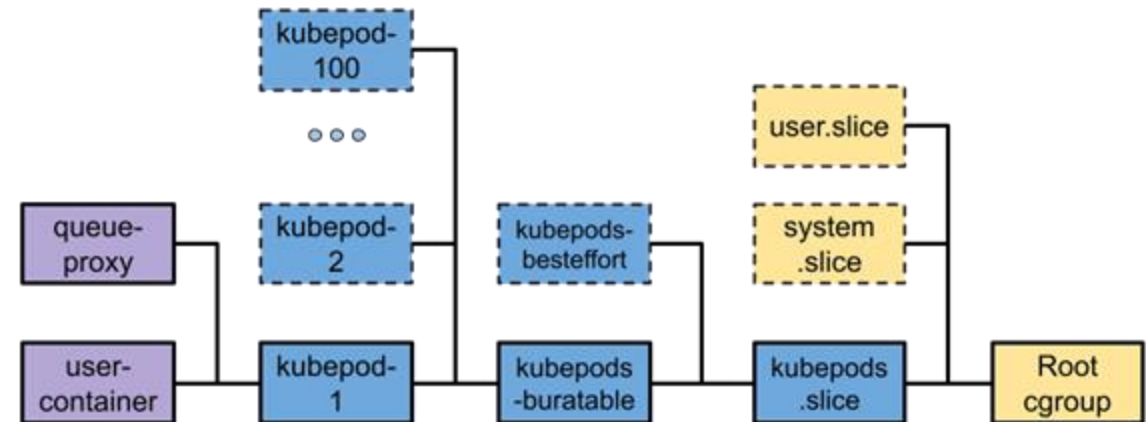 kubepod-
100
user.slice
queue-
proxy
kubepod-
2
kubepods-
besteffort
system
.slice
user-
container
kubepod-
1
kubepods
-buratable
kubepods
.slice
Root
cgroup